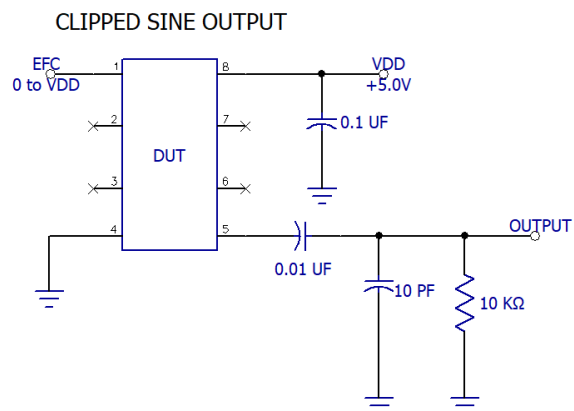 CLIPPED SINE OUTPUT
EFC
0 to VDD
1
8
VDD
+5.0V
2
7
0.1 UF
DUT
3
6
4
5
OUTPUT
0.01 UF
10 PF
10 KΩ